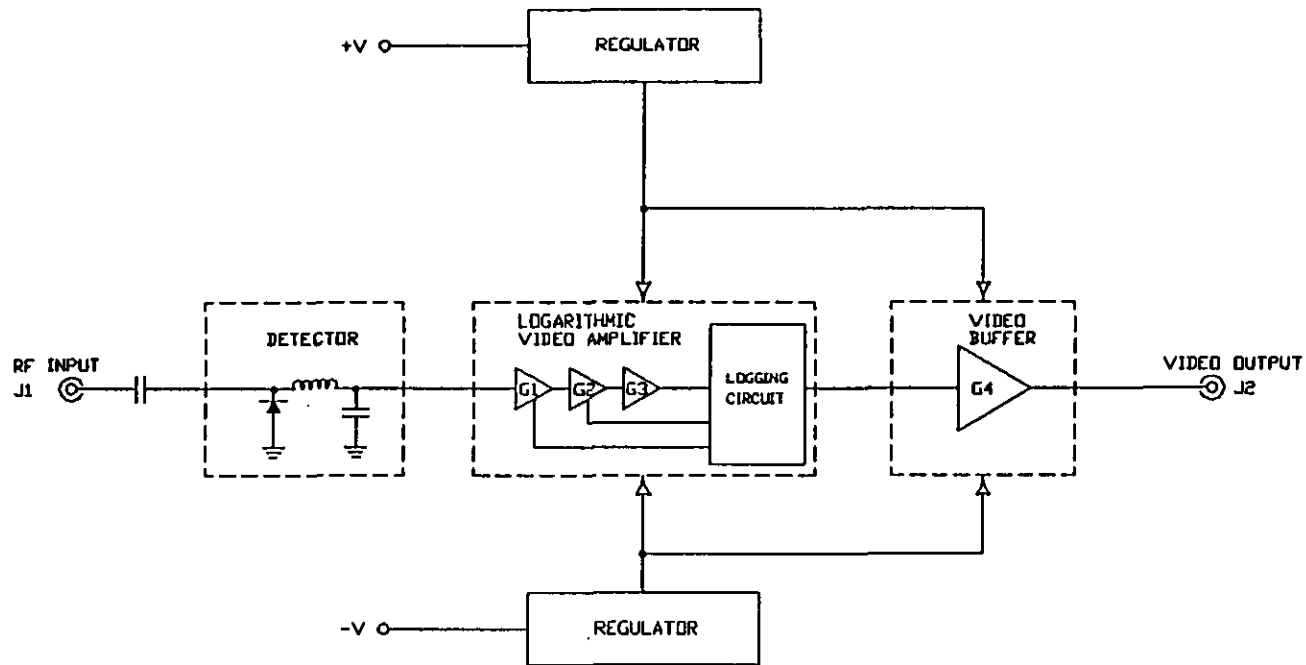 +V
REGULATOR
DETECTOR
LOGARITHMIC
VIDEO AMPLIFIER
VIDEO
BUFFER
RF INPUT
J1
G1
G2
G3
LOGGING
CIRCUIT
G4
VIDEO OUTPUT
J2
-V
REGULATOR